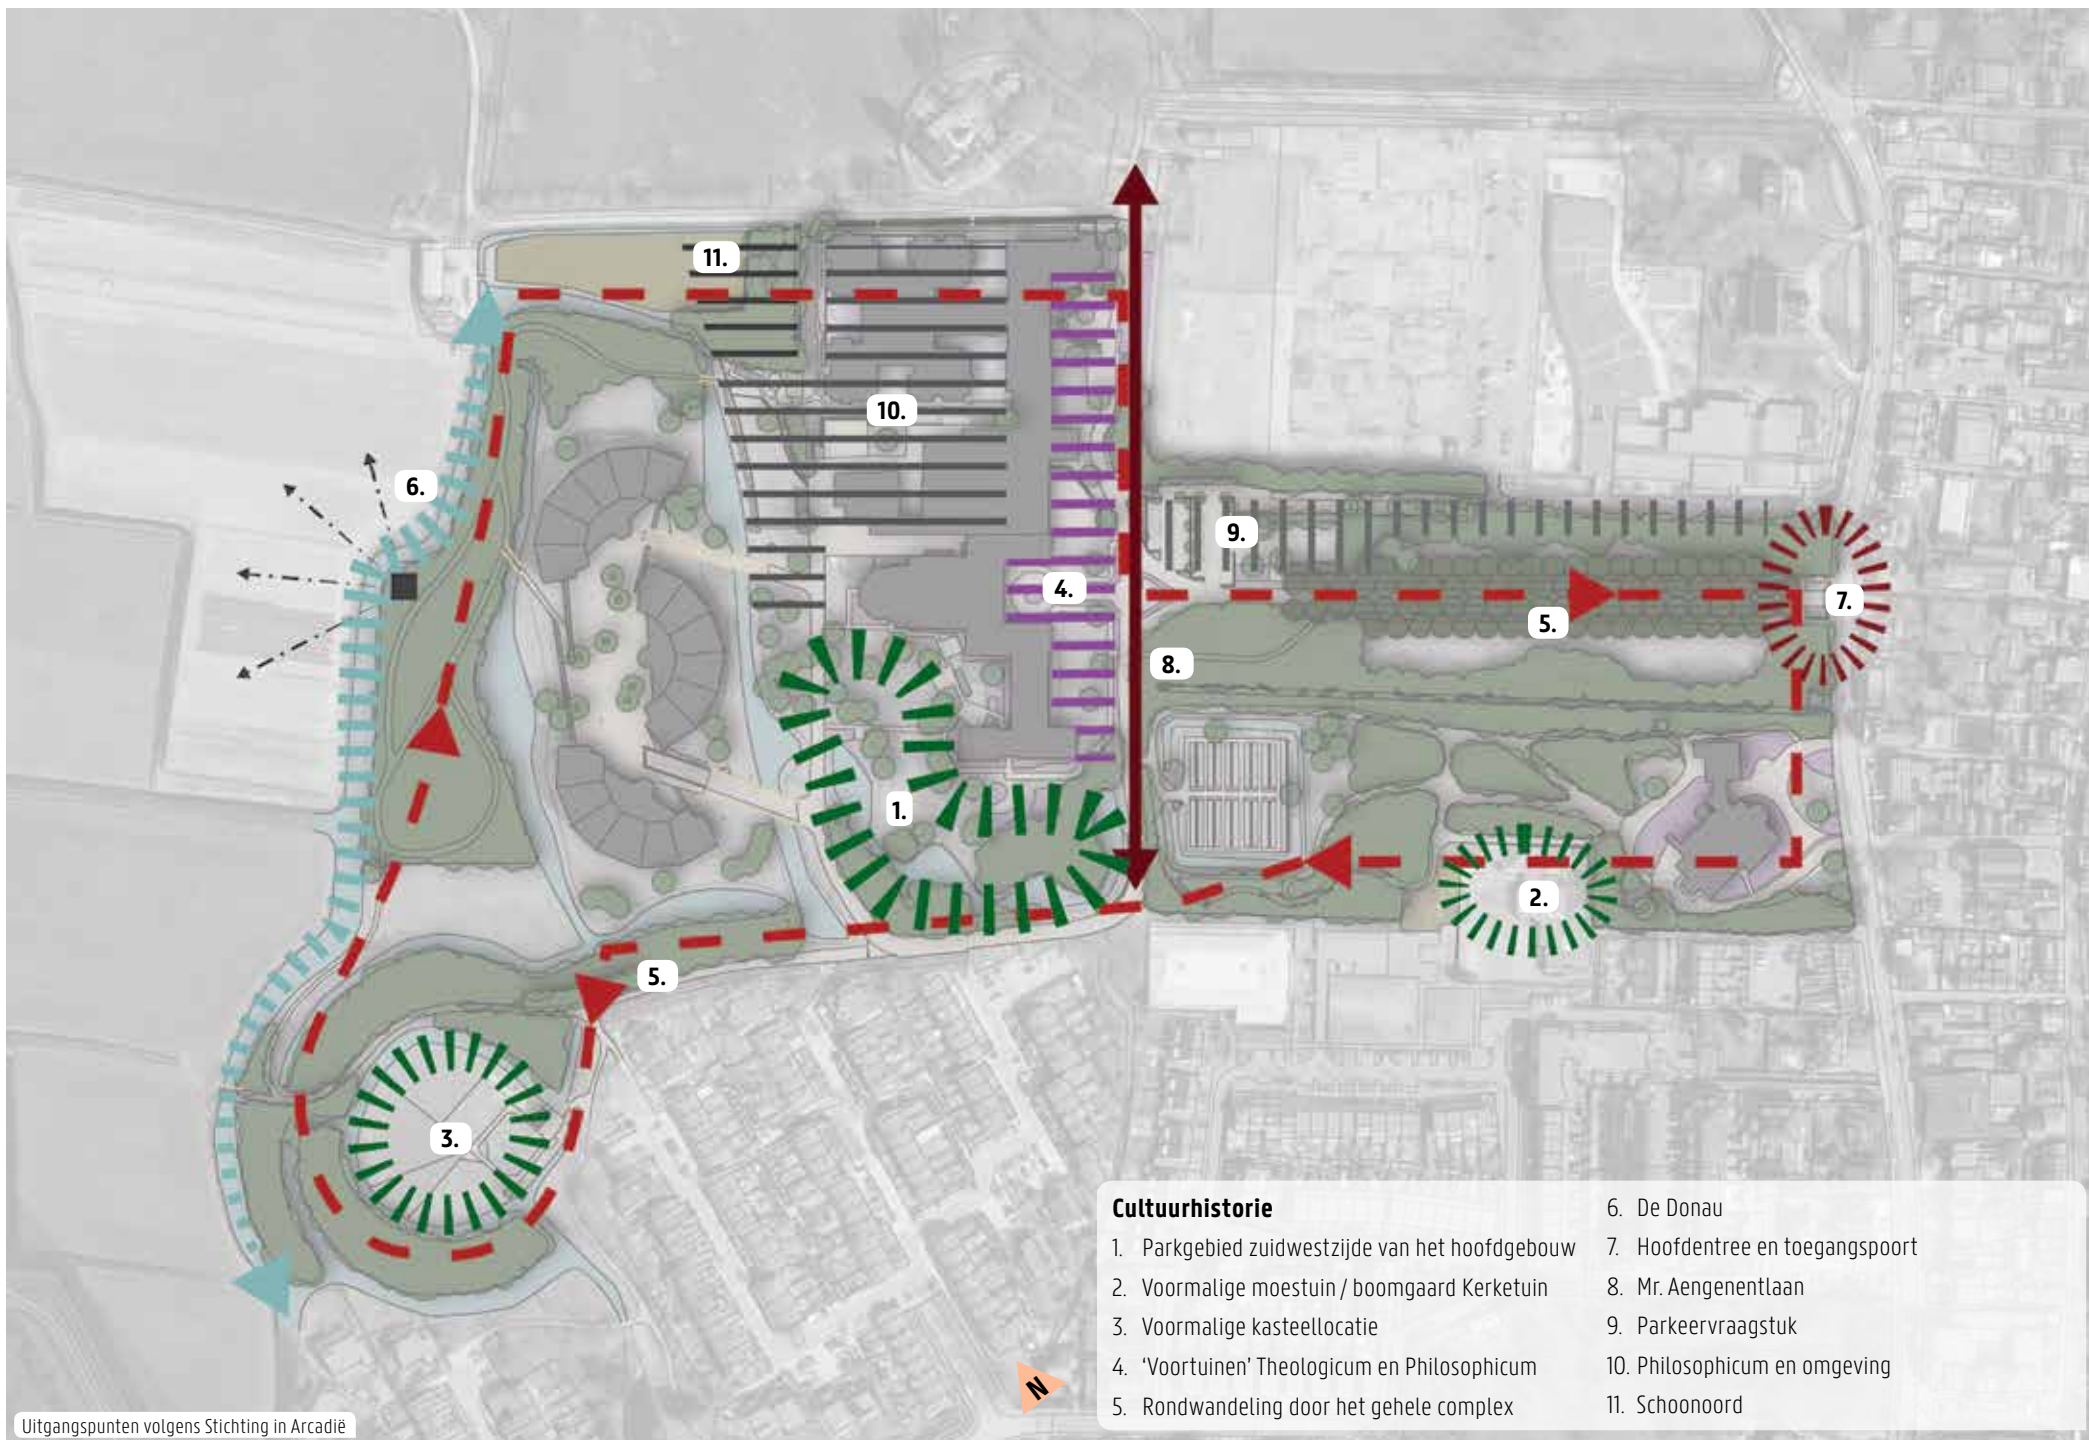 11.
10.
6.
9.
4.
7.
5.
8.
1.
2.
5.
3.
Cultuurhistorie
1. Parkgebied zuidwestzijde van het hoofdgebouw
2. Voormalige moestuin / boomgaard Kerketuin
3. Voormalige kasteellocatie
4. ‘Voortuinen’ Theologicum en Philosophicum
5. Rondwandeling door het gehele complex
6. De Donau
7. Hoofdentree en toegangspoort
8. Mr. Aengenentlaan
9. Parkeervraagstuk
10. Philosophicum en omgeving
11. Schoonoord
N
Uitgangspunten volgens Stichting in Arcadië